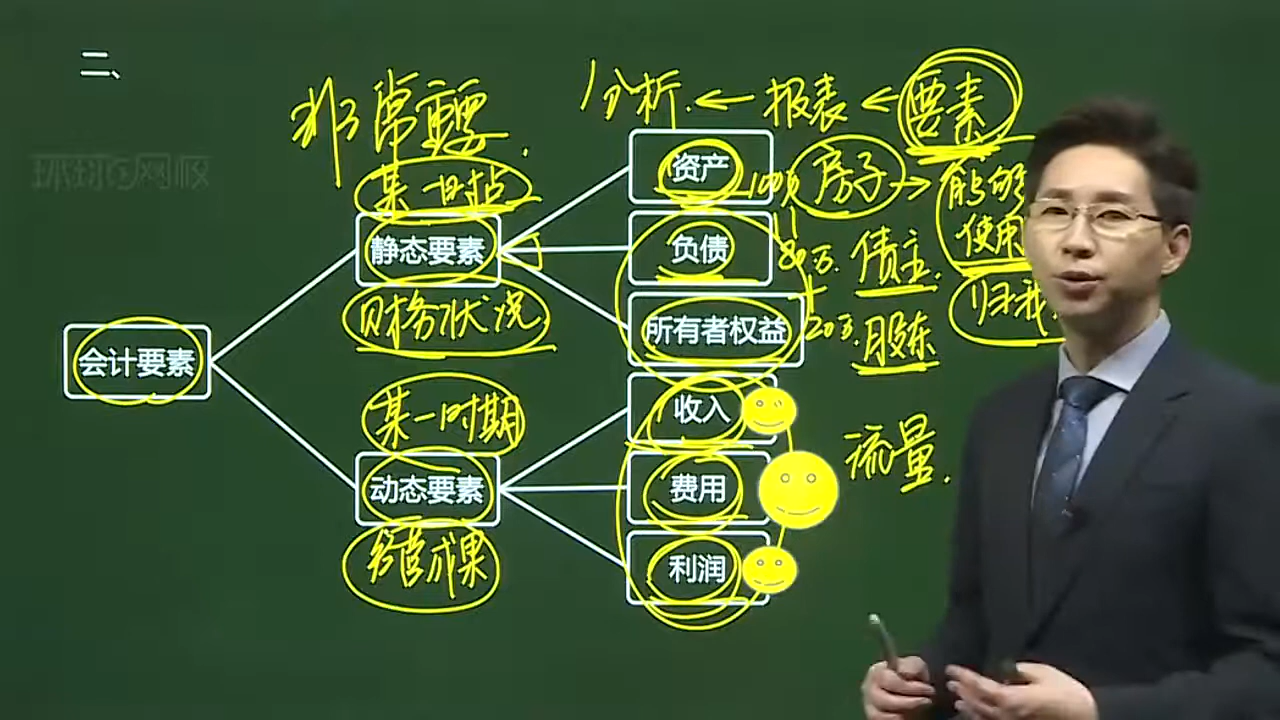 二、
非常重要.
分析.←报表←要素
环球网校
某一时点
资产
100万 房子→能够
使用
静态要素
负债
80万.债主.
财务状况
所有者权益
20万.股东
归我
会计要素
某一时期
收入
流量.
动态要素
费用
经营成果
利润